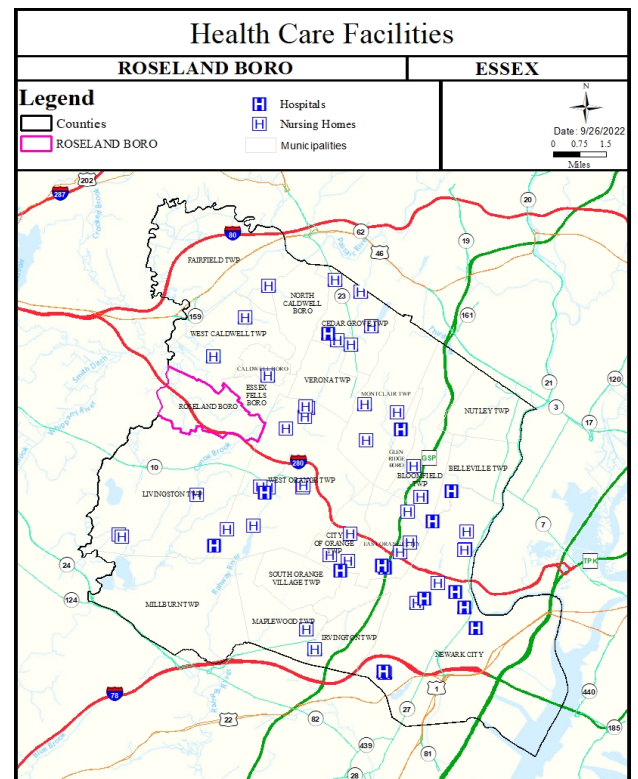 Health Care Facilities
ROSELAND BORO
ESSEX
Legend
Counties
ROSELAND BORO
H Hospitals
H Nursing Homes
Municipalities
N
Date: 9/26/2022
0 0.75 1.5
Miles
202
287
20
62
19
80
46
FAIRFIELD TWP
NORTH
CALDWELL
BORO
23
159
161
CEDAR GROVE TWP
WEST CALDWELL TWP
CALDWELL BORO
ESSEX
FELLS
BORO
VERONA TWP
21
120
MONTCLAIR TWP
ROSELAND BORO
NUTLEY TWP
3
17
10
280
GLEN
RIDGE
BORO
GSP
BLOOMFIELD
TWP
BELLEVILLE TWP
WEST ORANGE TWP
LIVINGSTON TWP
7
CITY
OF ORANGE
TWP
EAST ORANGE CITY
24
TPK
SOUTH ORANGE
VILLAGE TWP
124
MILLBURN TWP
MAPLEWOOD TWP
IRVINGTON TWP
NEWARK CITY
78
1
440
27
22
82
185
439
81
28